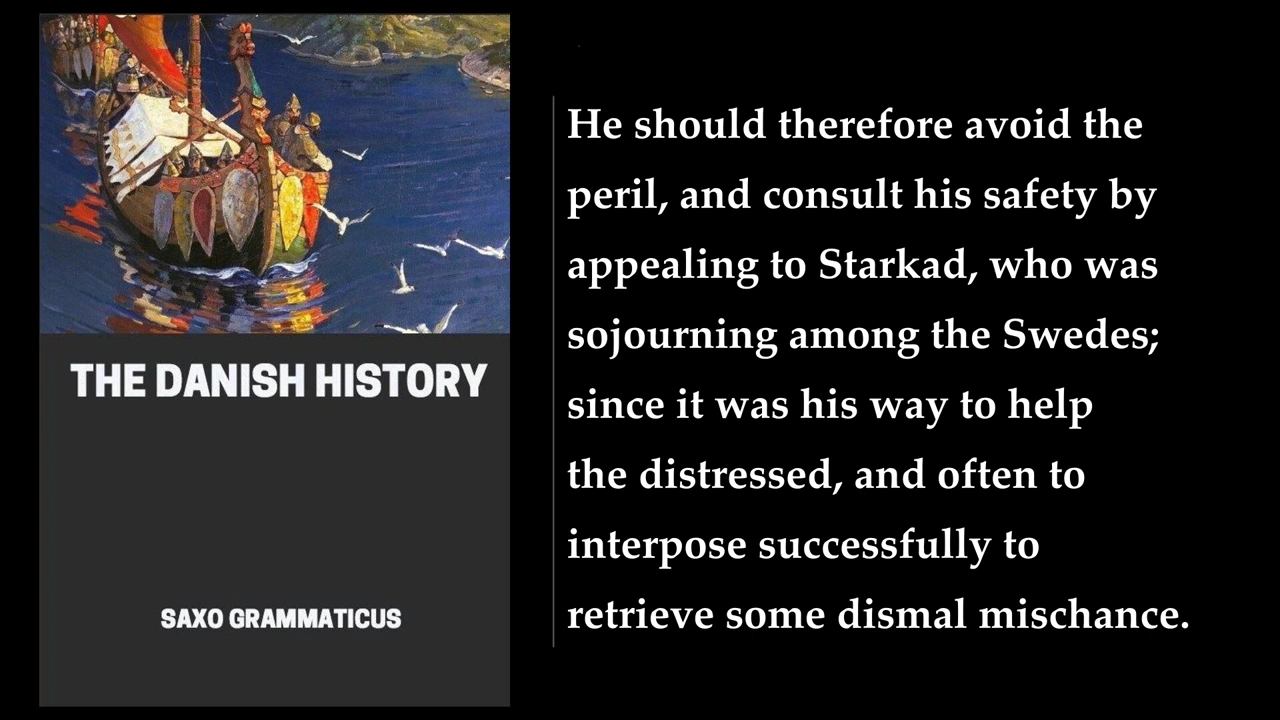 THE DANISH HISTORY
SAXO GRAMMATICUS
He should therefore avoid the
peril, and consult his safety by
appealing to Starkad, who was
sojourning among the Swedes;
since it was his way to help
the distressed, and often to
interpose successfully to
retrieve some dismal mischance.